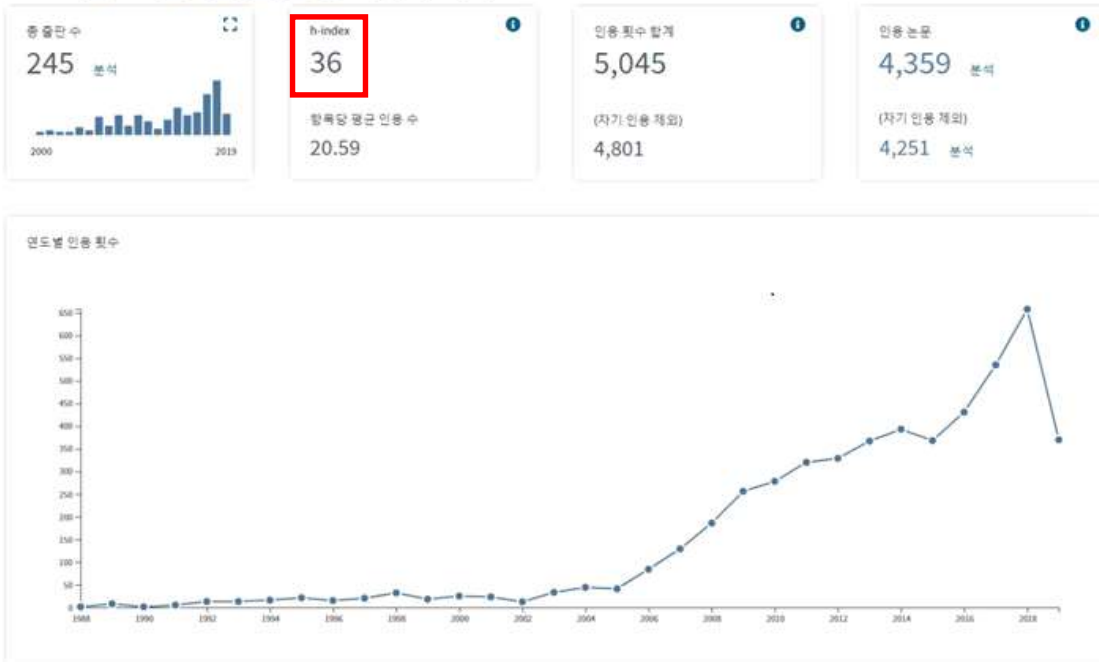 총 출판 수
245 분석
2000 2019
h-index
36
항목당 평균 인용 수
20.59
인용 횟수 합계
5,045
(자기 인용 제외)
4,801
인용 논문
4,359 분석
(자기 인용 제외)
4,251 분석
연도별 인용 횟수
650
600
550
500
450
400
350
300
250
200
150
100
50
0
1988 1990 1992 1994 1996 1998 2000 2002 2004 2006 2008 2010 2012 2014 2016 2018